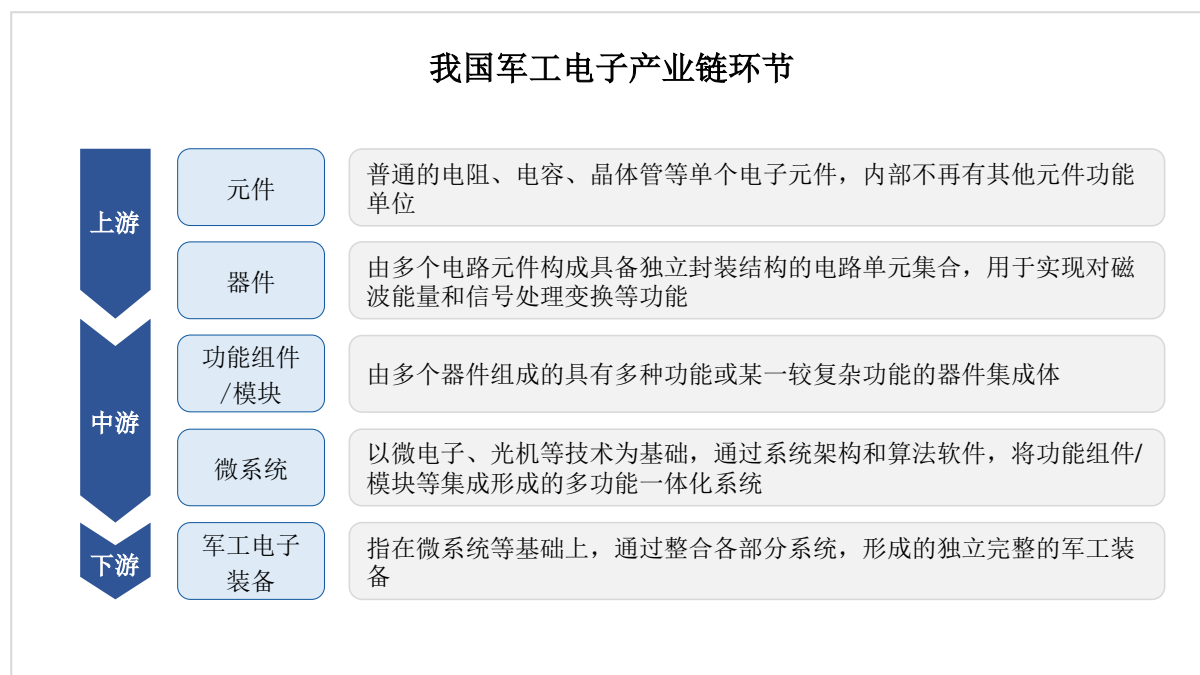 我国军工电子产业链环节
上游
元件
普通的电阻、电容、晶体管等单个电子元件，内部不再有其他元件功能
单位
器件
由多个电路元件构成具备独立封装结构的电路单元集合，用于实现对磁
波能量和信号处理变换等功能
中游
功能组件
/模块
由多个器件组成的具有多种功能或某一较复杂功能的器件集成体
微系统
以微电子、光机等技术为基础，通过系统架构和算法软件，将功能组件/
模块等集成形成的多功能一体化系统
下游
军工电子
装备
指在微系统等基础上，通过整合各部分系统，形成的独立完整的军工装
备